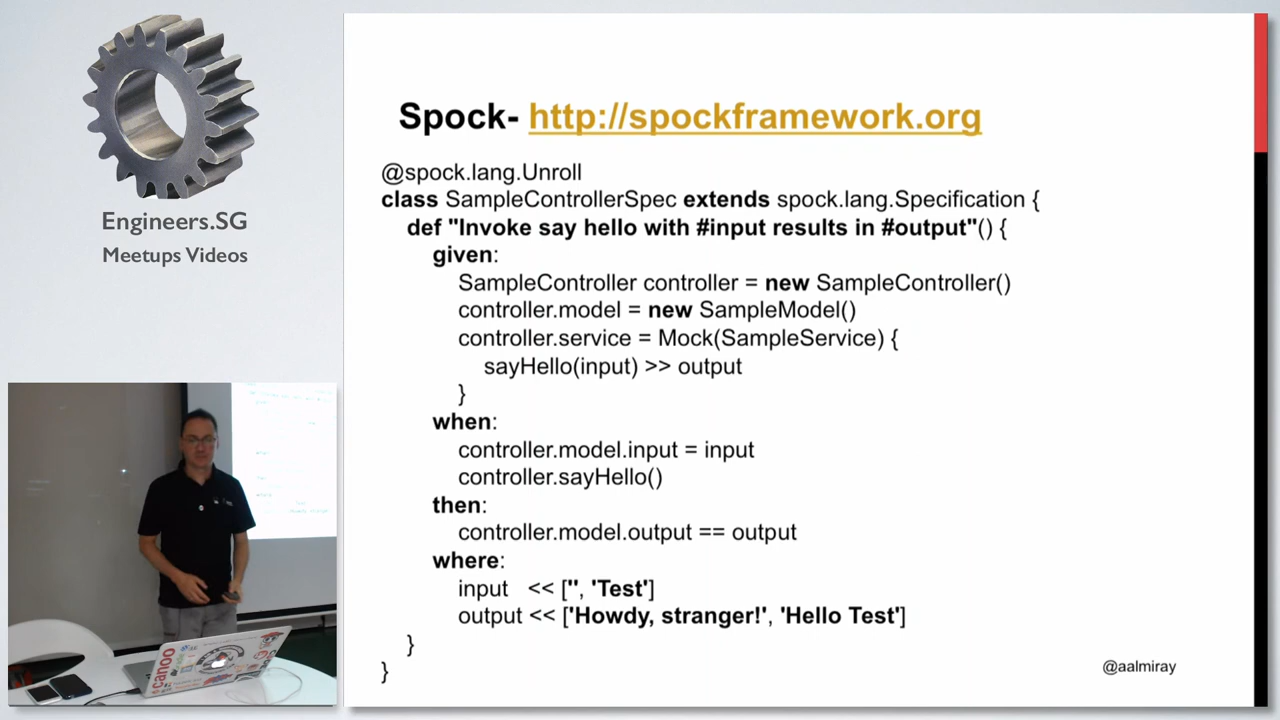 Engineers.SG
Meetups Videos
Spock- http://spockframework.org
@spock.lang.Unroll
class SampleControllerSpec extends spock.lang.Specification {
def "Invoke say hello with #input results in #output"() {
given:
SampleController controller = new SampleController()
controller.model = new SampleModel()
controller.service = Mock(SampleService) {
sayHello(input) >> output
}
when:
controller.model.input = input
controller.sayHello()
then:
controller.model.output == output
where:
input << ['', 'Test']
output << ['Howdy, stranger!', 'Hello Test']
}
}
@aalmiray
canoo